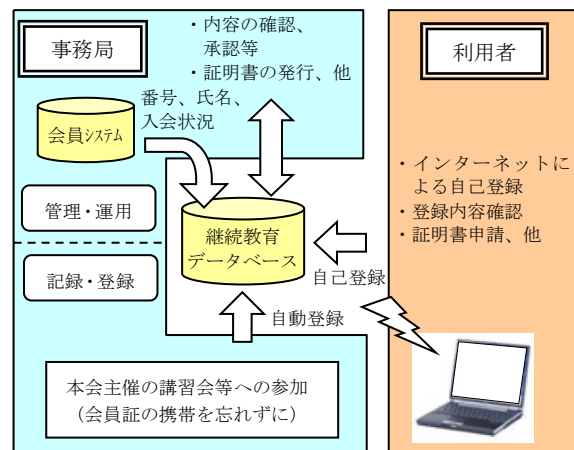 事務局
・内容の確認、
承認等
・証明書の発行、他
番号、氏名、
入会状況
会員システム
管理・運用
記録・登録
継続教育
データベース
自己登録
自動登録
本会主催の講習会等への参加
（会員証の携帯を忘れずに）
利用者
・インターネットに
よる自己登録
・登録内容確認
・証明書申請、他